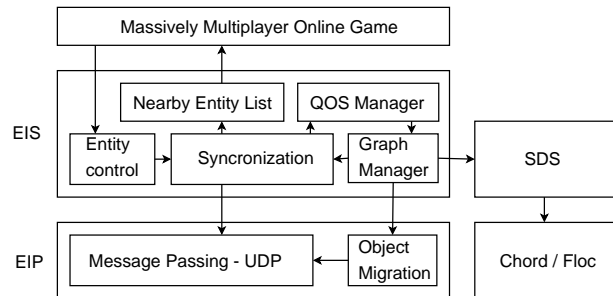 Massively Multiplayer Online Game
Nearby Entity List
QOS Manager
EIS
Entity
control
Syncronization
Graph
Manager
SDS
EIP
Message Passing - UDP
Object
Migration
Chord / Floc